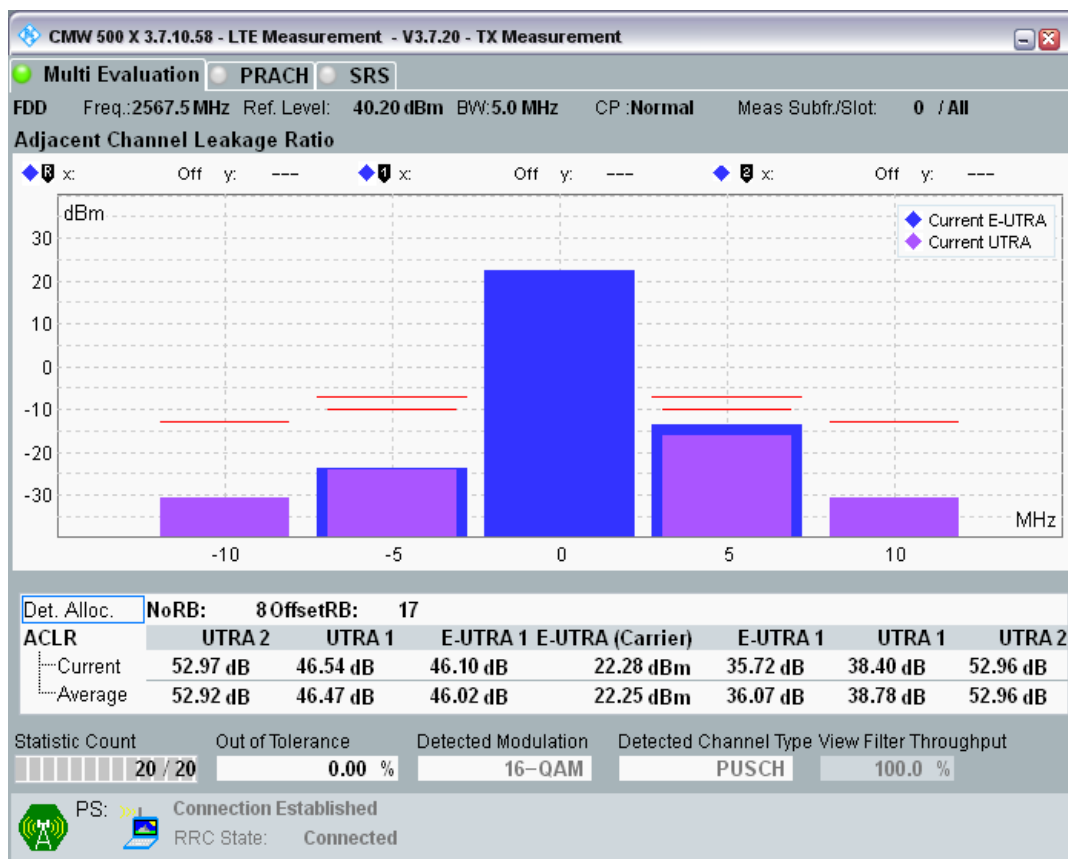 CMW 500 X 3.7.10.58 - LTE Measurement - V3.7.20 - TX Measurement
Multi Evaluation PRACH SRS
FDD Freq.:2567.5 MHz Ref. Level: 40.20 dBm BW:5.0 MHz CP :Normal Meas Subfr./Slot: 0 / All
Adjacent Channel Leakage Ratio
R x: Off y: --- 1 x: Off y: --- 2 x: Off y: ---
dBm
Current E-UTRA
Current UTRA
30
20
10
0
-10
-20
-30
MHz
-10 -5 0 5 10
Det. Alloc. NoRB: 8 OffsetRB: 17
ACLR UTRA 2 UTRA 1 E-UTRA 1 E-UTRA (Carrier) E-UTRA 1 UTRA 1 UTRA 2
Current 52.97 dB 46.54 dB 46.10 dB 22.28 dBm 35.72 dB 38.40 dB 52.96 dB
Average 52.92 dB 46.47 dB 46.02 dB 22.25 dBm 36.07 dB 38.78 dB 52.96 dB
Statistic Count Out of Tolerance Detected Modulation Detected Channel Type View Filter Throughput
20 / 20 0.00 % 16-QAM PUSCH 100.0 %
PS: Connection Established
RRC State: Connected